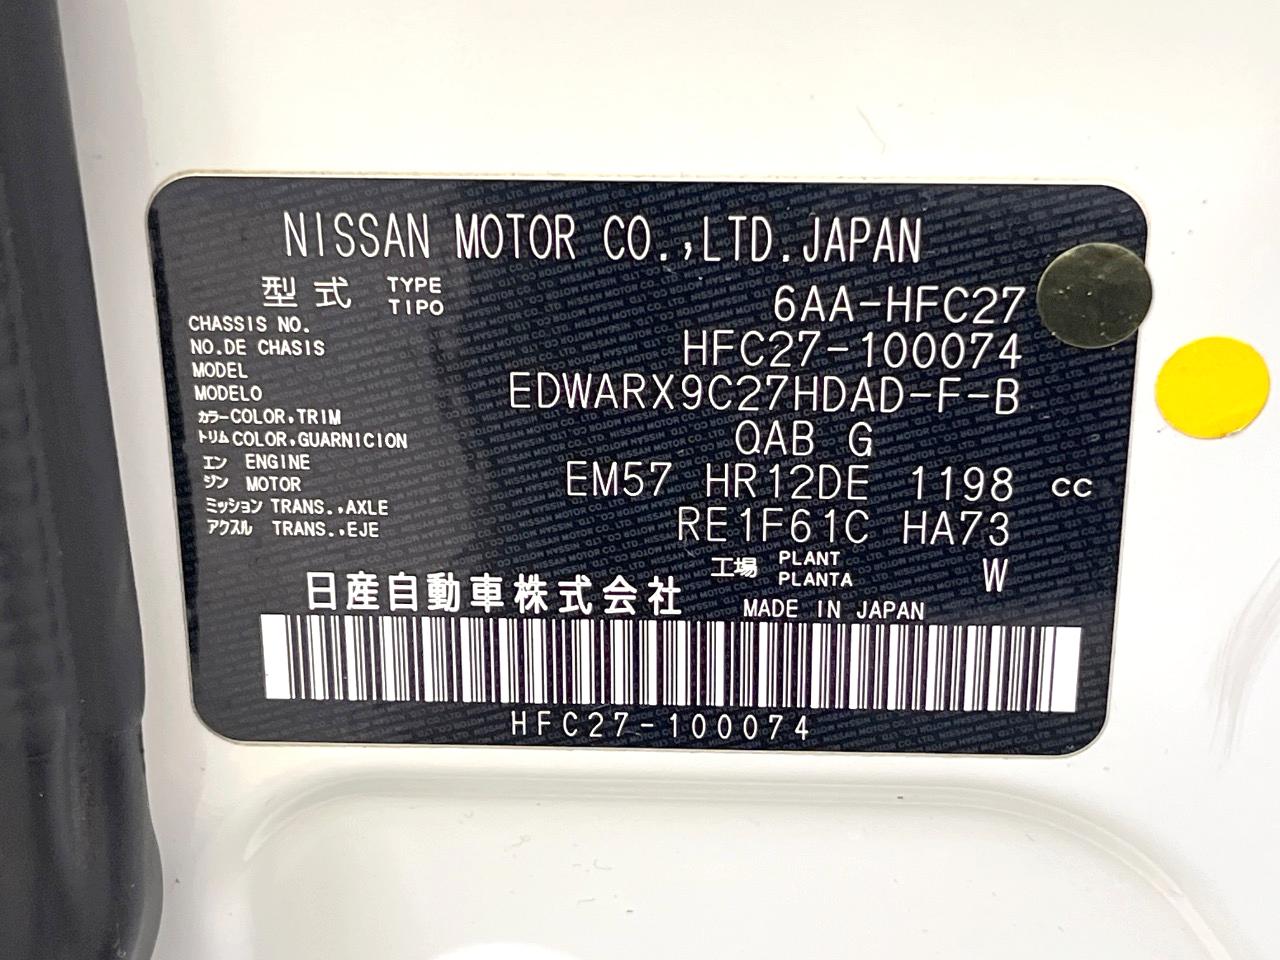 NISSAN MOTOR CO.,LTD.JAPAN
型式 TYPE TIPO 6AA-HFC27
CHASSIS NO. NO.DE CHASIS HFC27-100074
MODEL MODELO EDWARX9C27HDAD-F-B
カラー COLOR,TRIM
トリム COLOR,GUARNICION QAB G
エン ENGINE
ジン MOTOR EM57 HR12DE 1198 cc
ミッション TRANS.,AXLE
アクスル TRANS.,EJE RE1F61C HA73
工場 PLANT PLANTA W
日産自動車株式会社 MADE IN JAPAN
HFC27-100074